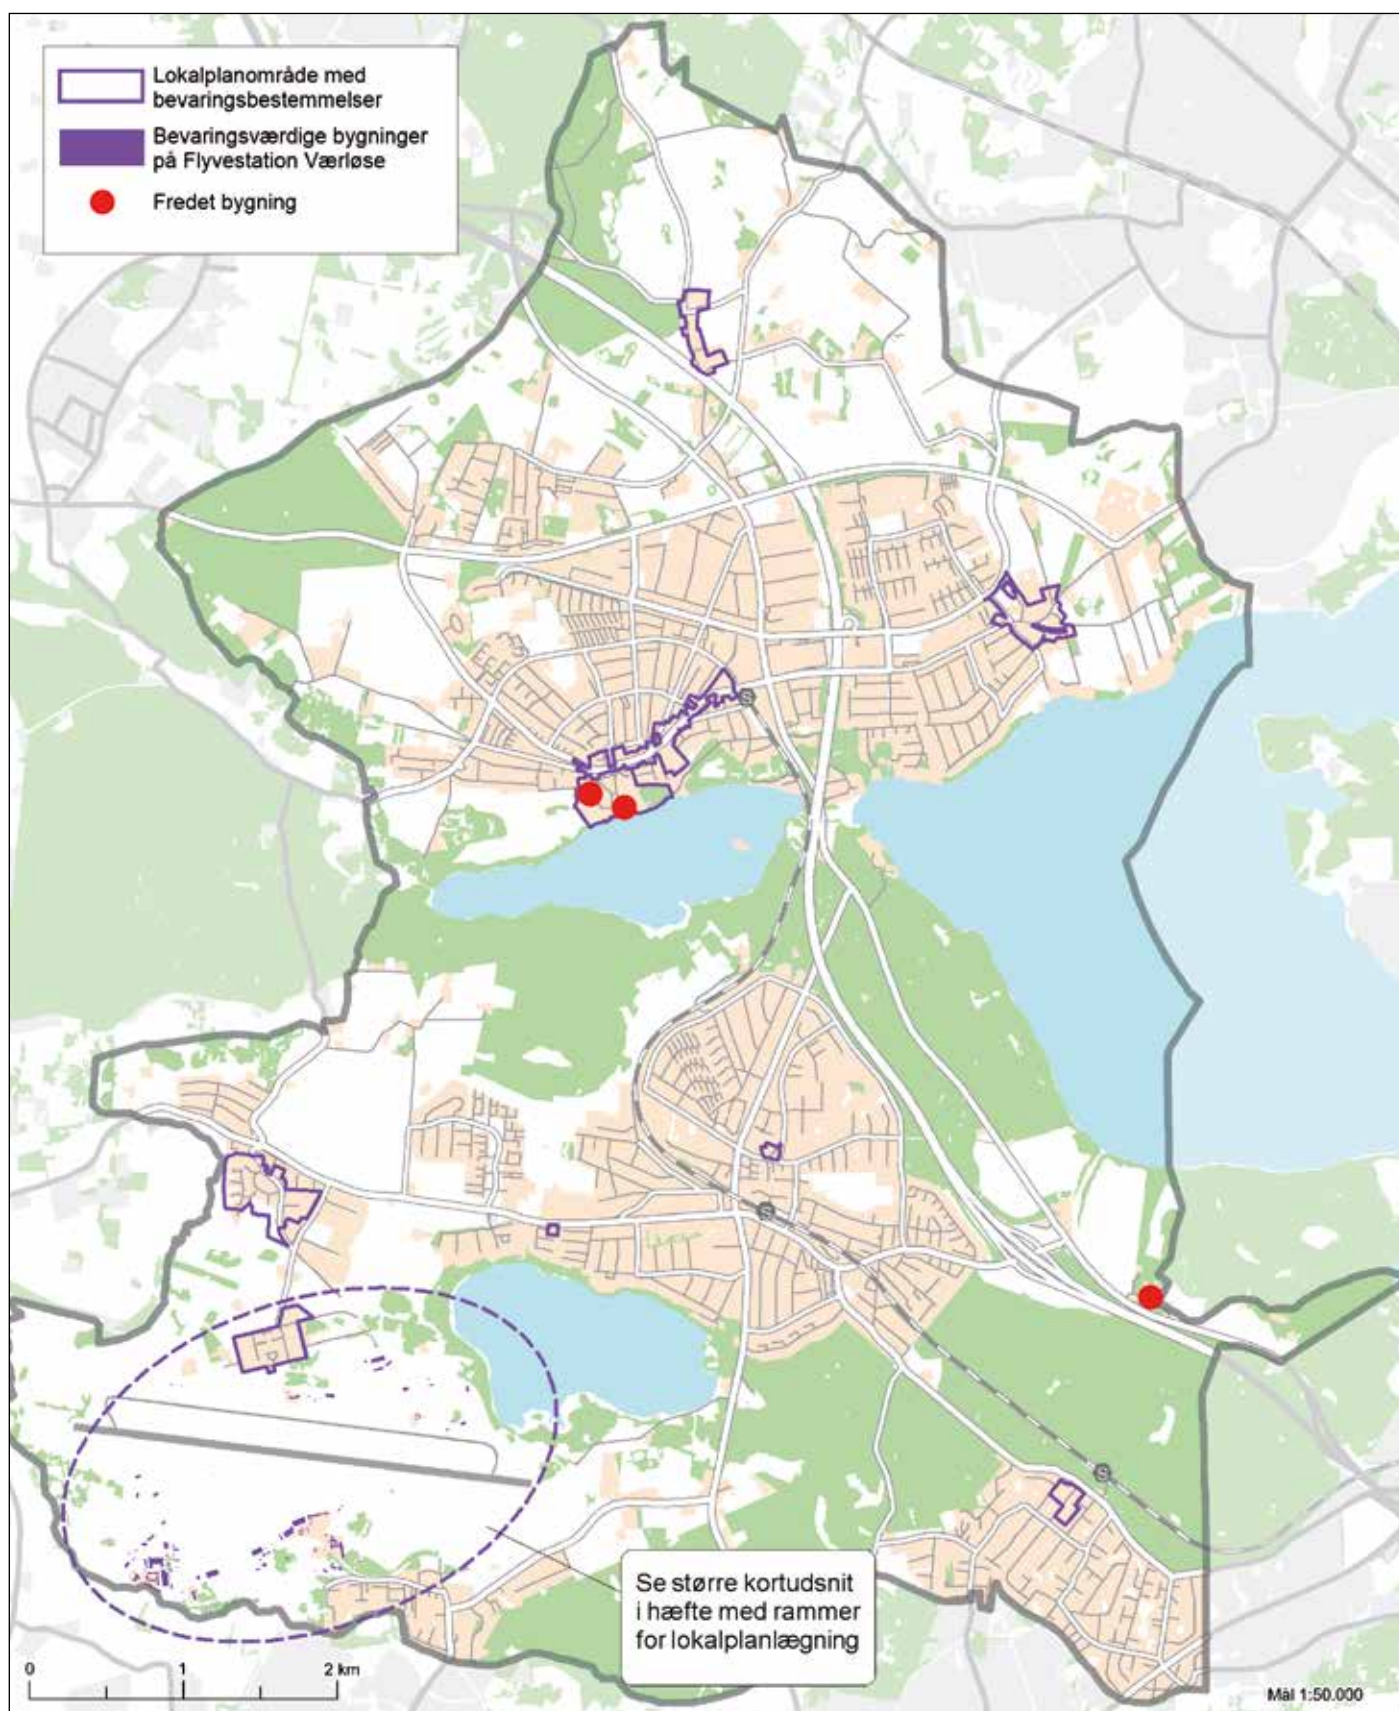 Lokalplanområde med
bevaringsbestemmelser
Bevaringsværdige bygninger
på Flyvestation Værløse
Fredet bygning
S
S
S
Se større kortudsnit
i hæfte med rammer
for lokalplanlægning
0 1 2 km
Mål 1:50.000